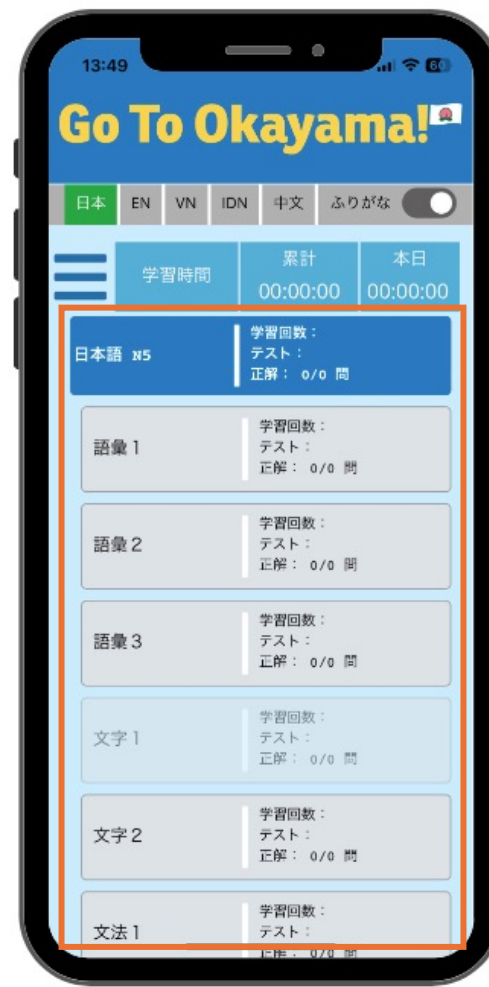 13:49
60
Go To Okayama!
日本 EN VN IDN 中文 ふりがな
学習時間
累計
00:00:00
本日
00:00:00
日本語 N5
学習回数:
テスト:
正解: 0/0 問
語彙1
学習回数:
テスト:
正解: 0/0 問
語彙2
学習回数:
テスト:
正解: 0/0 問
語彙3
学習回数:
テスト:
正解: 0/0 問
文字1
学習回数:
テスト:
正解: 0/0 問
文字2
学習回数:
テスト:
正解: 0/0 問
文法1
学習回数:
テスト:
正解: 0/0 問